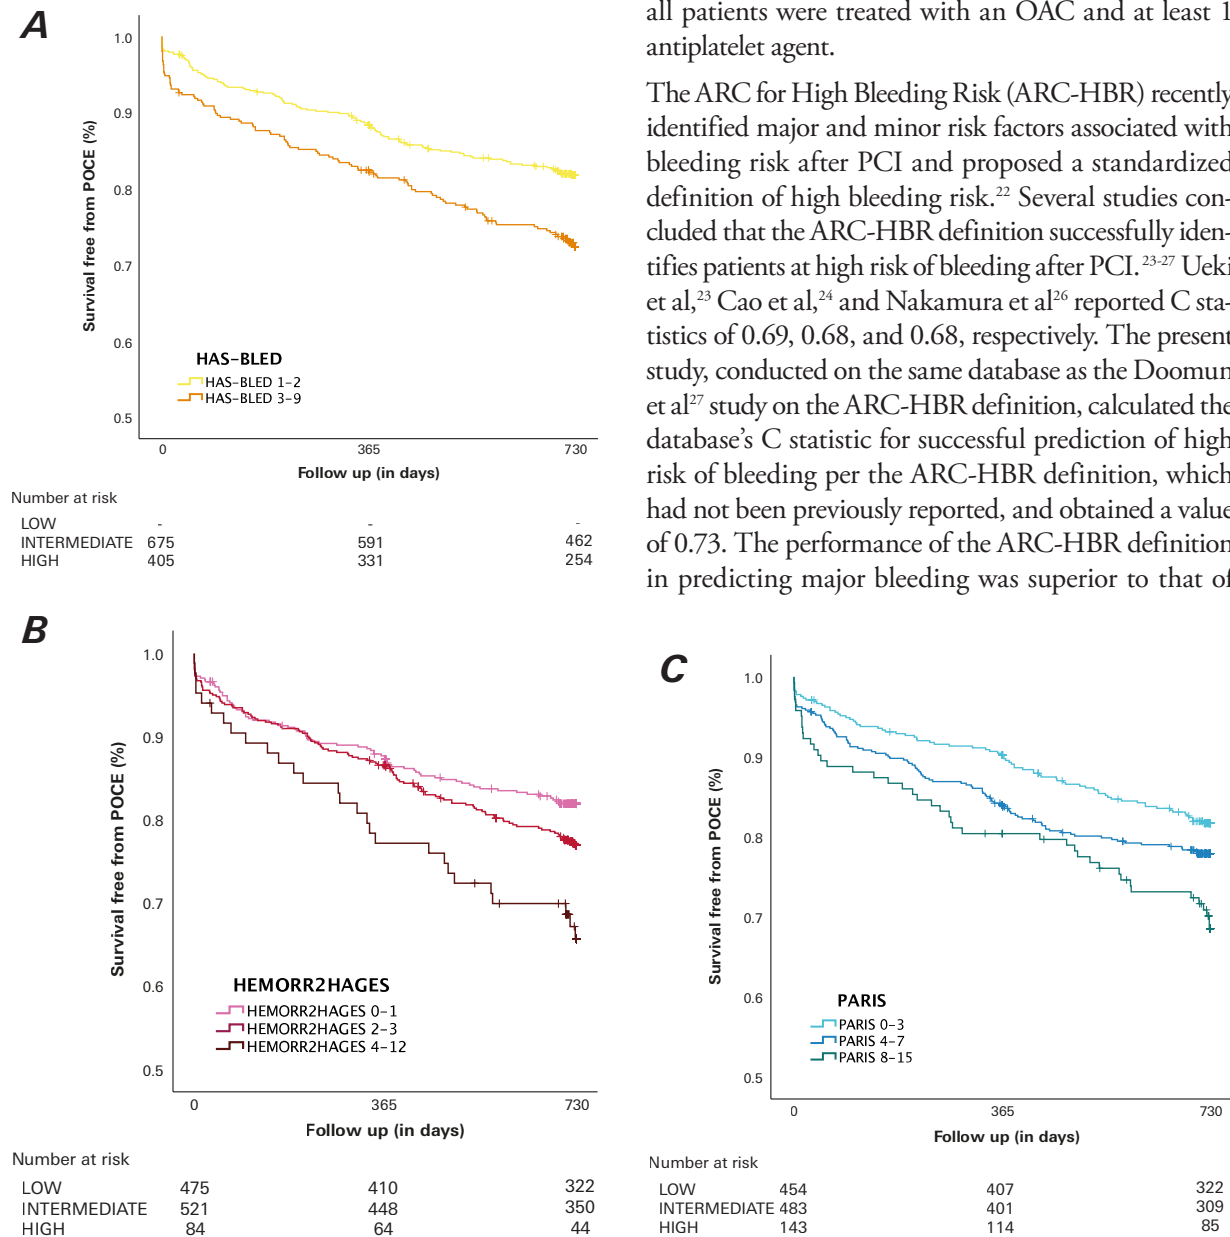 A
1.0
0.9
0.8
0.7
0.6
0.5
Survival free from POCE (%)
HAS-BLED
HAS-BLED 1-2
HAS-BLED 3-9
0 365 730
Follow up (in days)
Number at risk
LOW - - -
INTERMEDIATE 675 591 462
HIGH 405 331 254
all patients were treated with an OAC and at least 1
antiplatelet agent.
The ARC for High Bleeding Risk (ARC-HBR) recently
identified major and minor risk factors associated with
bleeding risk after PCI and proposed a standardized
definition of high bleeding risk.22 Several studies con-
cluded that the ARC-HBR definition successfully iden-
tifies patients at high risk of bleeding after PCI.23-27 Ueki
et al,23 Cao et al,24 and Nakamura et al26 reported C sta-
tistics of 0.69, 0.68, and 0.68, respectively. The present
study, conducted on the same database as the Doomun
et al27 study on the ARC-HBR definition, calculated the
database's C statistic for successful prediction of high
risk of bleeding per the ARC-HBR definition, which
had not been previously reported, and obtained a value
of 0.73. The performance of the ARC-HBR definition
in predicting major bleeding was superior to that of
B
1.0
0.9
0.8
0.7
0.6
0.5
Survival free from POCE (%)
HEMORR2HAGES
HEMORR2HAGES 0-1
HEMORR2HAGES 2-3
HEMORR2HAGES 4-12
0 365 730
Follow up (in days)
Number at risk
LOW 475 410 322
INTERMEDIATE 521 448 350
HIGH 84 64 44
C
1.0
0.9
0.8
0.7
0.6
0.5
Survival free from POCE (%)
PARIS
PARIS 0-3
PARIS 4-7
PARIS 8-15
0 365 730
Follow up (in days)
Number at risk
LOW 454 407 322
INTERMEDIATE 483 401 309
HIGH 143 114 85